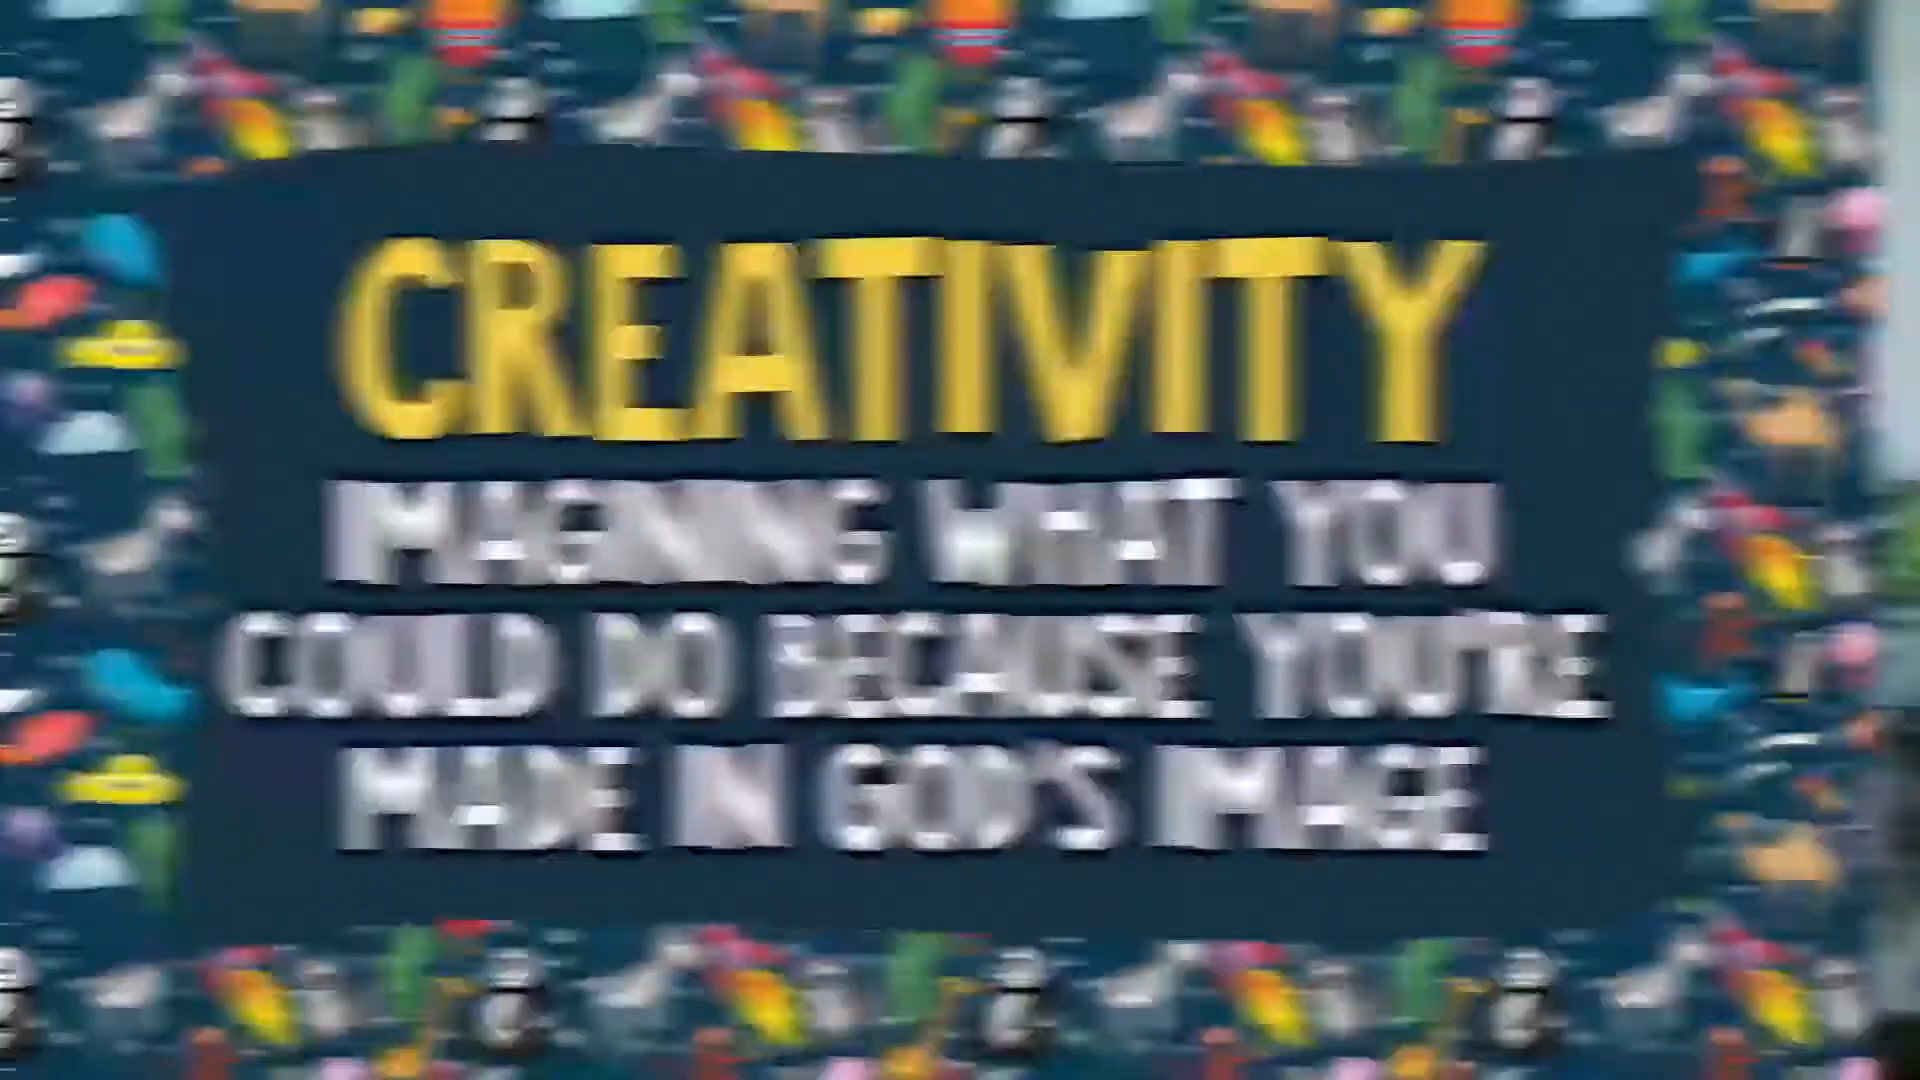 CREATIVITY
IMAGINING WHAT YOU
COULD DO BECAUSE YOU'RE
MADE IN GOD'S IMAGE